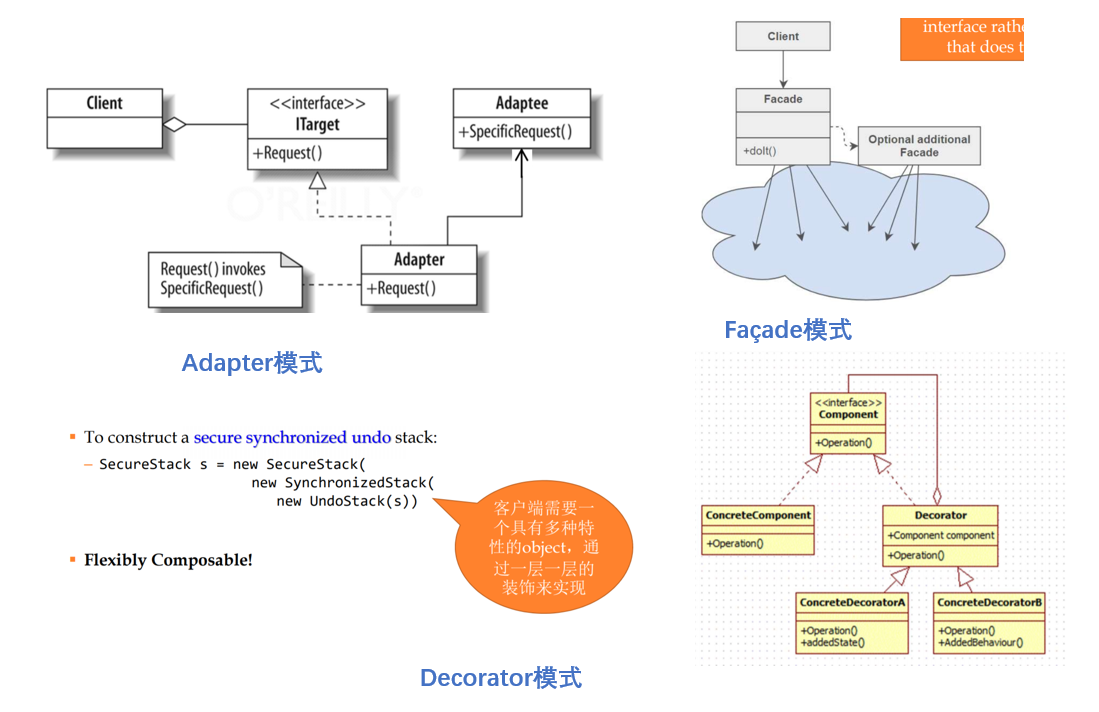 Client
<<interface>>
ITarget
+Request()
Adaptee
+SpecificRequest()
O'REILLY
Request() invokes
SpecificRequest()
Adapter
+Request()
Adapter模式
interface rathe
that does t
Client
Facade
+doIt()
Optional additional
Facade
Façade模式
▪ To construct a secure synchronized undo stack:
– SecureStack s = new SecureStack(
new SynchronizedStack(
new UndoStack(s))
▪ Flexibly Composable!
客户端需要一
个具有多种特
性的object，通
过一层一层的
装饰来实现
Decorator模式
<<interface>>
Component
+Operation()
ConcreteComponent
+Operation()
Decorator
+Component component
+Operation()
ConcreteDecoratorA
+Operation()
+addedState()
ConcreteDecoratorB
+Operation()
+AddedBehaviour()